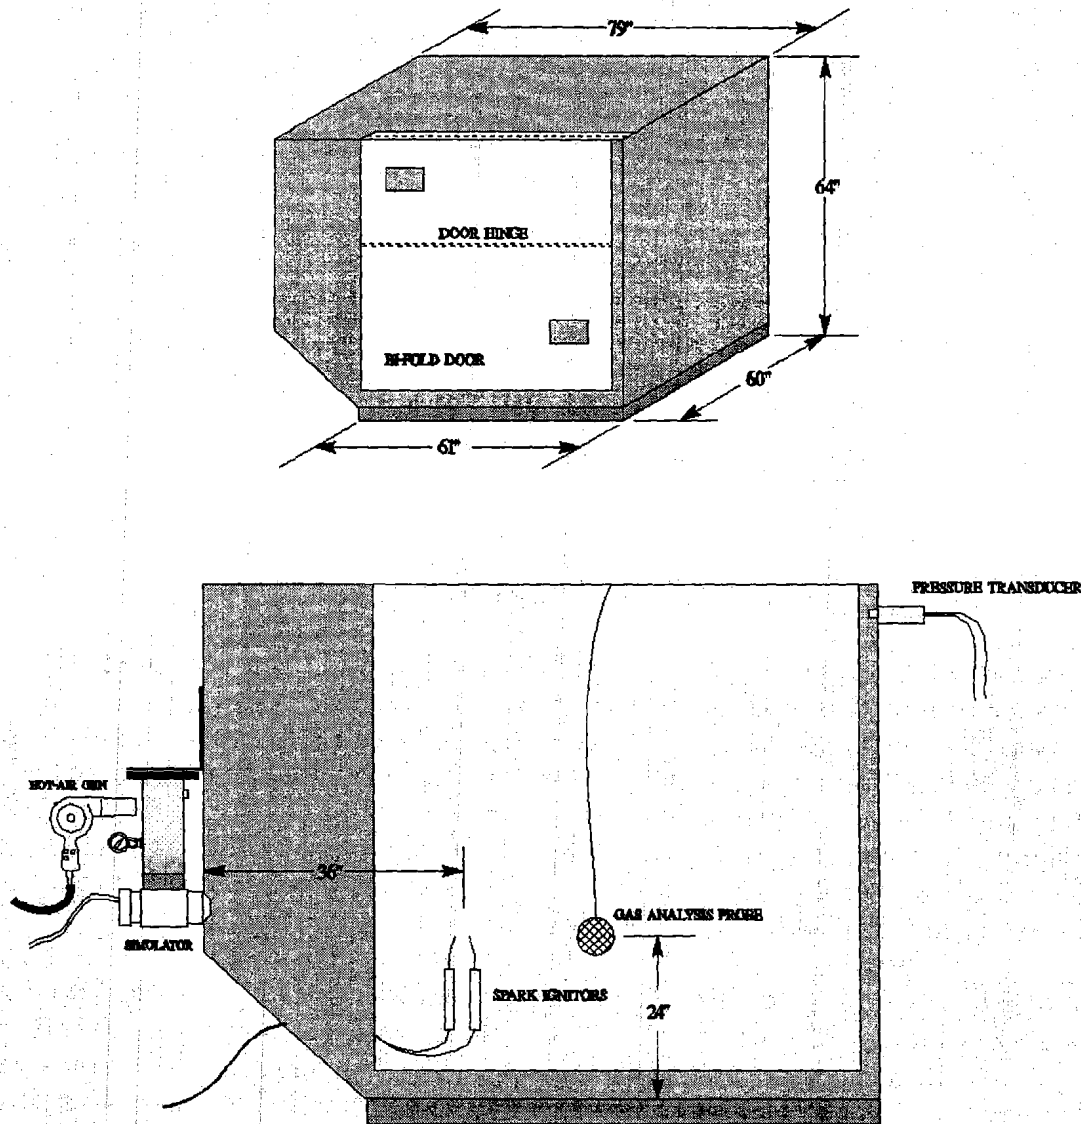 79"
64"
DOOR HINGE
BI-FOLD DOOR
60"
61"
PRESSURE TRANSDUCER
HOT-AIR GUN
36"
GAS ANALYSIS PROBE
SIMULATOR
SPARK IGNITORS
24"